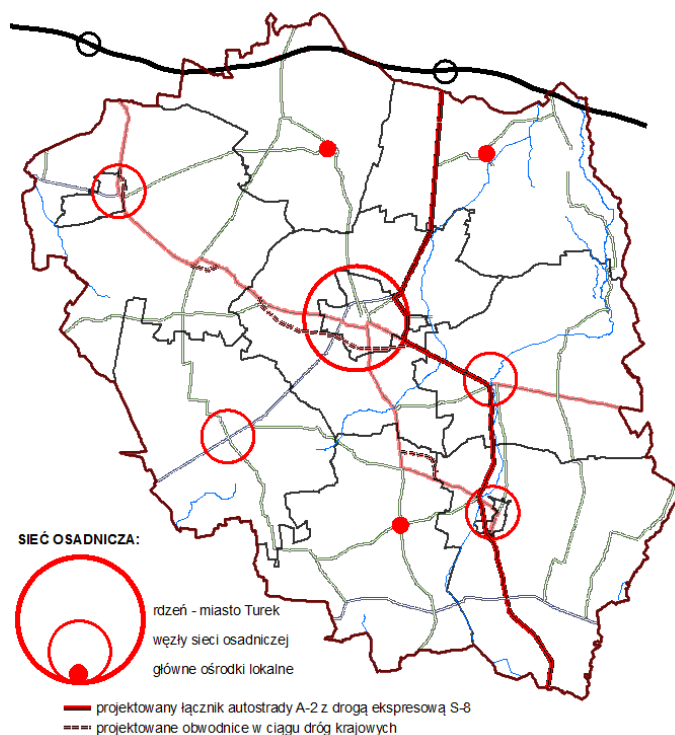 SIEĆ OSADNICZA:
rdzeń - miasto Turek
węzły sieci osadniczej
główne ośrodki lokalne
projektowany łącznik autostrady A-2 z drogą ekspresową S-8
projektowane obwodnice w ciągu dróg krajowych